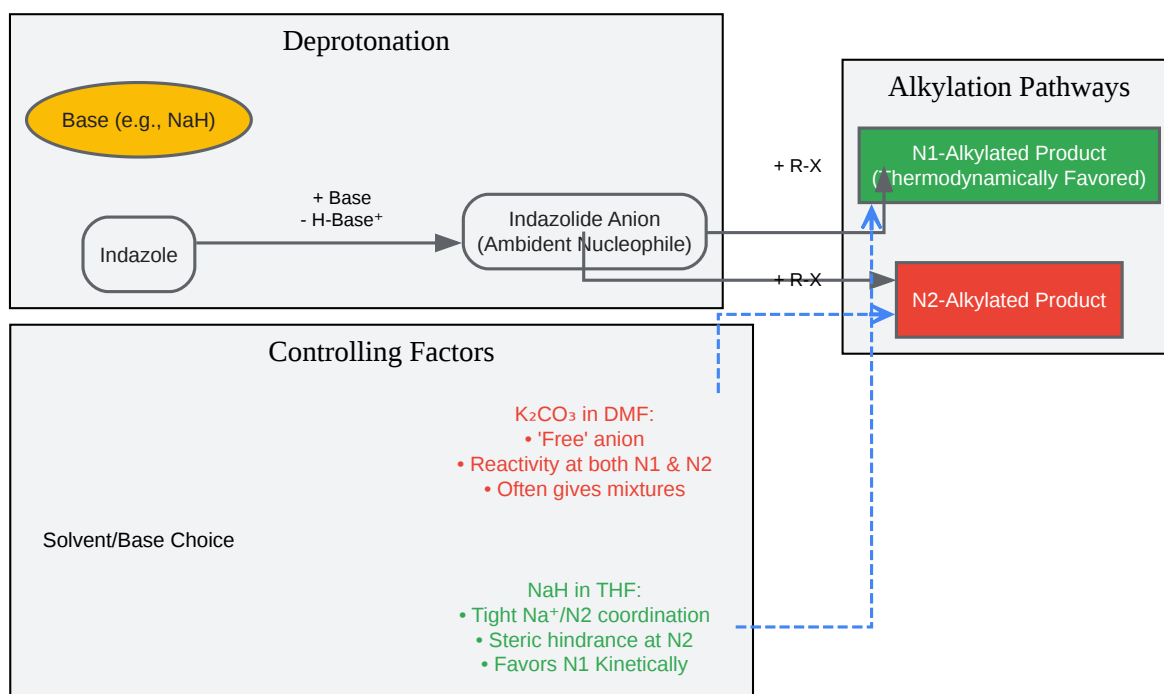 Deprotonation
Base (e.g., NaH)
+ Base
- H-Base⁺
Indazole
Indazolide Anion
(Ambident Nucleophile)
Alkylation Pathways
+ R-X
N1-Alkylated Product
(Thermodynamically Favored)
+ R-X
N2-Alkylated Product
Controlling Factors
K₂CO₃ in DMF:
• 'Free' anion
• Reactivity at both N1 & N2
• Often gives mixtures
Solvent/Base Choice
NaH in THF:
• Tight Na⁺/N2 coordination
• Steric hindrance at N2
• Favors N1 Kinetically